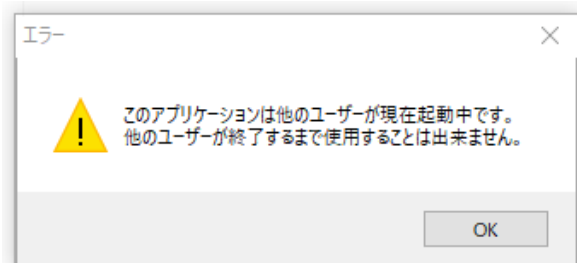 エラー
このアプリケーションは他のユーザーが現在起動中です。
他のユーザーが終了するまで使用することは出来ません。
OK